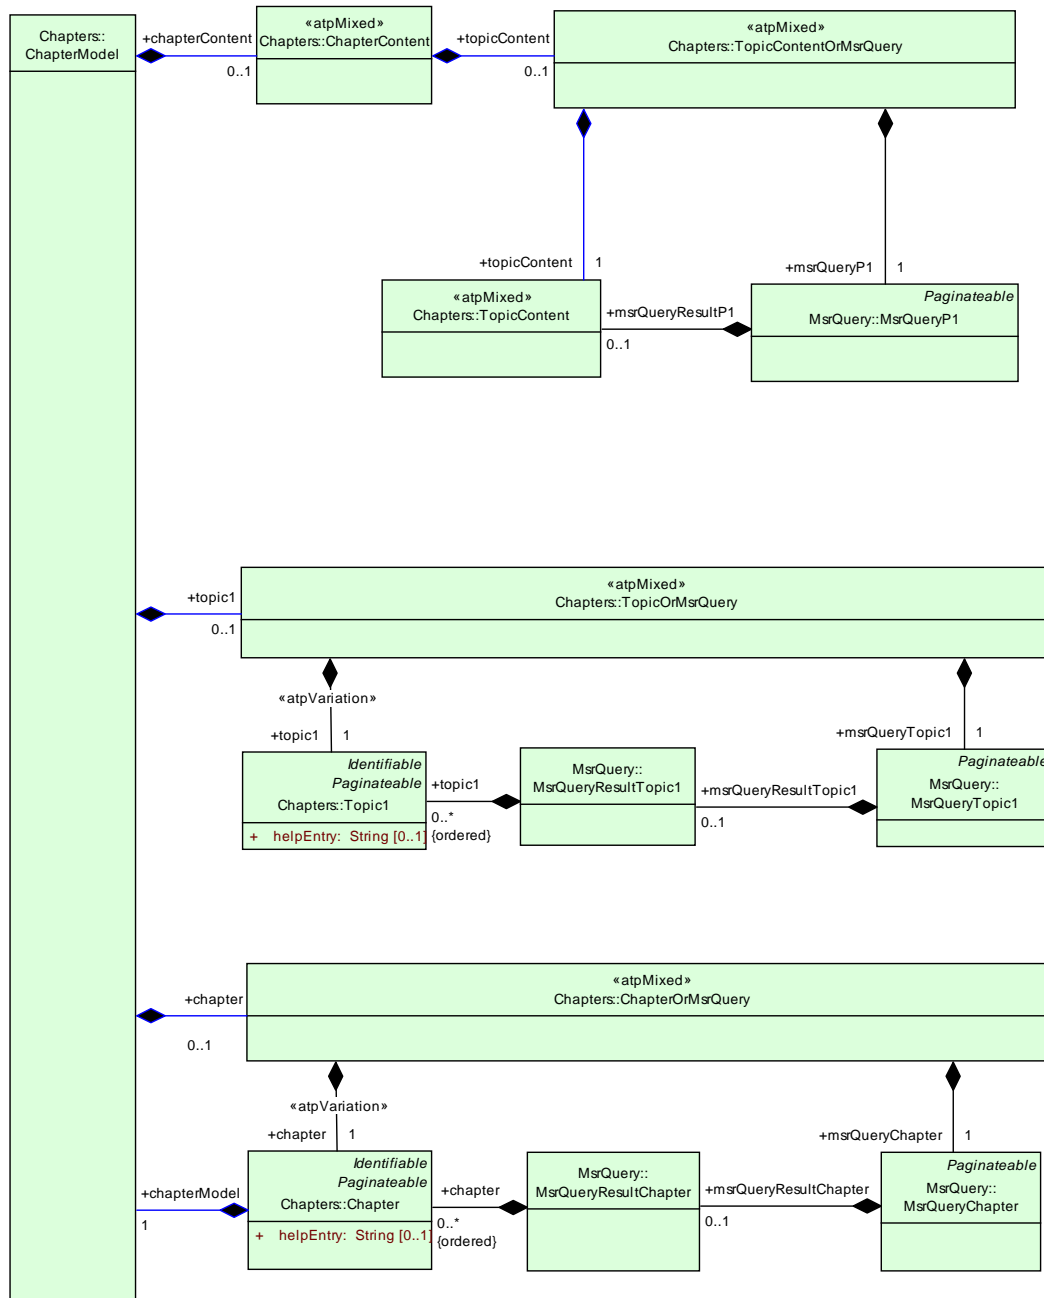 Chapters::
ChapterModel
+chapterContent
0..1
«atpMixed»
Chapters::ChapterContent
+topicContent
0..1
«atpMixed»
Chapters::TopicContentOrMsrQuery
+topicContent
1
+msrQueryP1
1
«atpMixed»
Chapters::TopicContent
+msrQueryResultP1
0..1
Paginateable
MsrQuery::MsrQueryP1
+topic1
0..1
«atpMixed»
Chapters::TopicOrMsrQuery
«atpVariation»
+topic1
1
+msrQueryTopic1
1
Identifiable
Paginateable
Chapters::Topic1
+ helpEntry: String [0..1]
+topic1
0..*
{ordered}
MsrQuery::
MsrQueryResultTopic1
+msrQueryResultTopic1
0..1
Paginateable
MsrQuery::
MsrQueryTopic1
+chapter
0..1
«atpMixed»
Chapters::ChapterOrMsrQuery
«atpVariation»
+chapter
1
+msrQueryChapter
1
+chapterModel
1
Identifiable
Paginateable
Chapters::Chapter
+ helpEntry: String [0..1]
+chapter
0..*
{ordered}
MsrQuery::
MsrQueryResultChapter
+msrQueryResultChapter
0..1
Paginateable
MsrQuery::
MsrQueryChapter